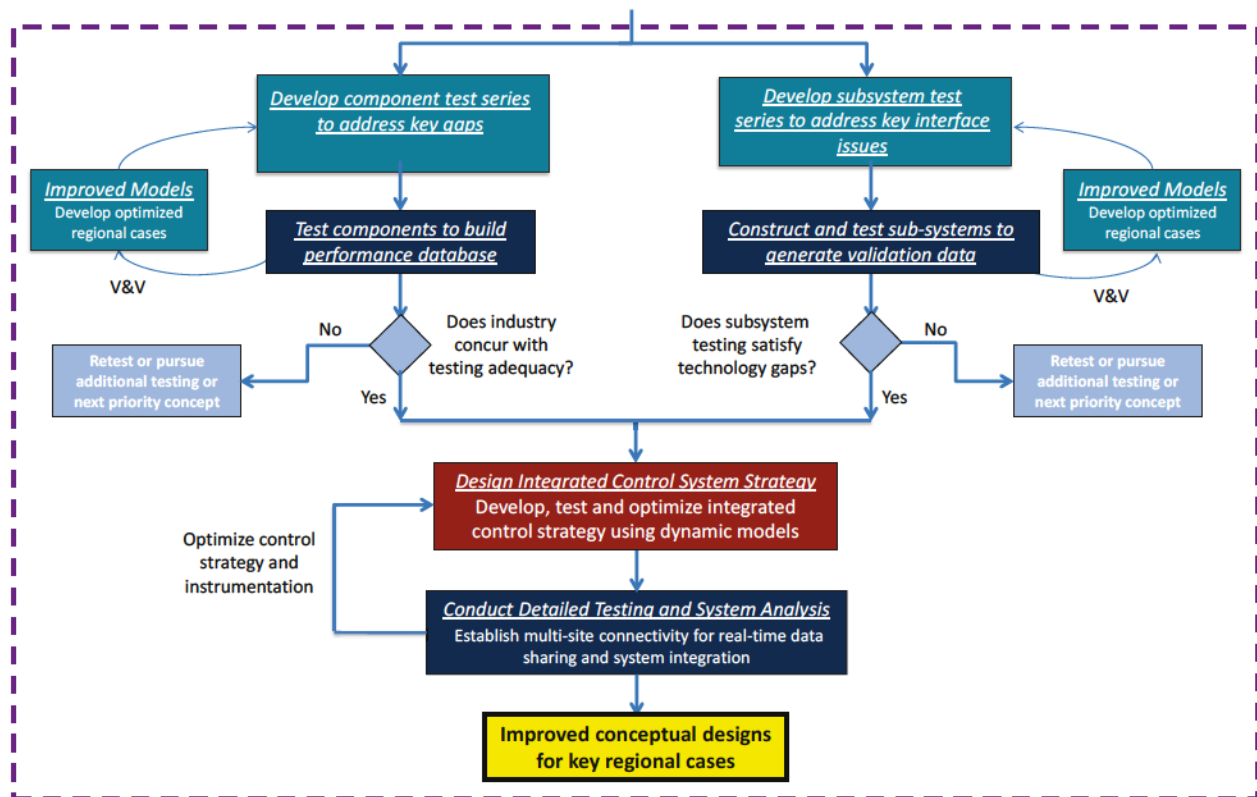 Develop component test series
to address key gaps
Develop subsystem test
series to address key interface
issues
Improved Models
Develop optimized
regional cases
Improved Models
Develop optimized
regional cases
Test components to build
performance database
Construct and test sub-systems to
generate validation data
V&V
V&V
No
Does industry
concur with
testing adequacy?
Does subsystem
testing satisfy
technology gaps?
No
Retest or pursue
additional testing or
next priority concept
Retest or pursue
additional testing or
next priority concept
Yes
Yes
Design Integrated Control System Strategy
Develop, test and optimize integrated
control strategy using dynamic models
Optimize control
strategy and
instrumentation
Conduct Detailed Testing and System Analysis
Establish multi-site connectivity for real-time data
sharing and system integration
Improved conceptual designs
for key regional cases